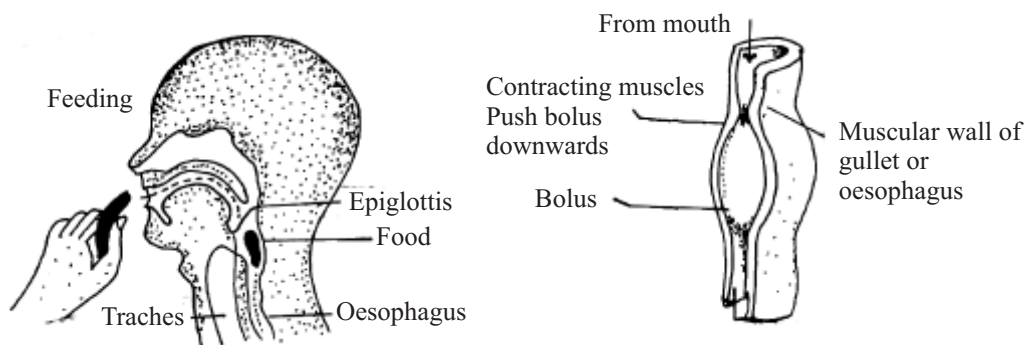 Feeding
Epiglottis
Food
Traches
Oesophagus
From mouth
Contracting muscles
Push bolus
downwards
Muscular wall of
gullet or
oesophagus
Bolus